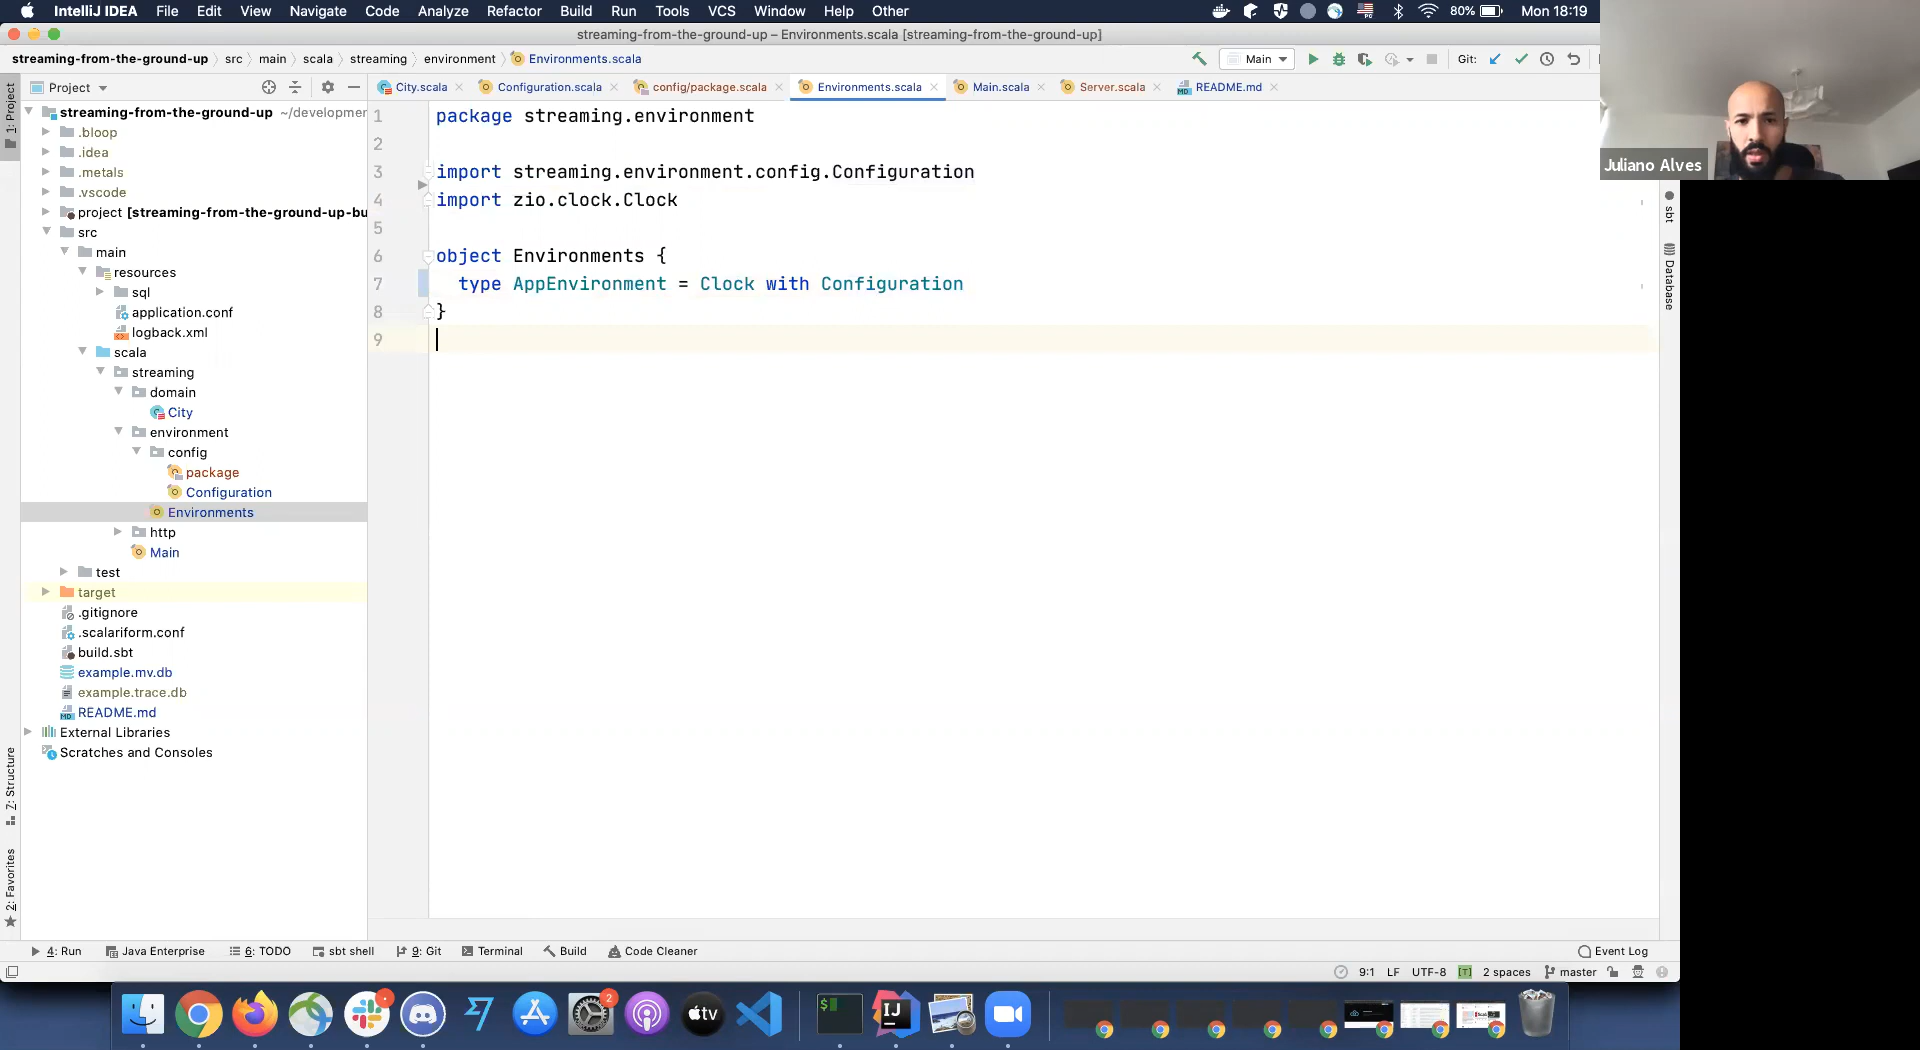 IntelliJ IDEA File Edit View Navigate Code Analyze Refactor Build Run Tools VCS Window Help Other 80% Mon 18:19
streaming-from-the-ground-up – Environments.scala [streaming-from-the-ground-up]
streaming-from-the-ground-up src main scala streaming environment Environments.scala Main Git:
Project City.scala Configuration.scala config/package.scala Environments.scala Main.scala Server.scala README.md
1: Project
7: Structure
2: Favorites
streaming-from-the-ground-up ~/developmer
.bloop
.idea
.metals
.vscode
project [streaming-from-the-ground-up-bu
src
main
resources
sql
application.conf
logback.xml
scala
streaming
domain
City
environment
config
package
Configuration
Environments
http
Main
test
target
.gitignore
.scalariform.conf
build.sbt
example.mv.db
example.trace.db
README.md
External Libraries
Scratches and Consoles
1 package streaming.environment
2
3 import streaming.environment.config.Configuration
4 import zio.clock.Clock
5
6 object Environments {
7 type AppEnvironment = Clock with Configuration
8 }
9
Juliano Alves
sbt
Database
4: Run Java Enterprise 6: TODO sbt shell 9: Git Terminal Build Code Cleaner Event Log
9:1 LF UTF-8 [T] 2 spaces master
2
tv
$
IJ